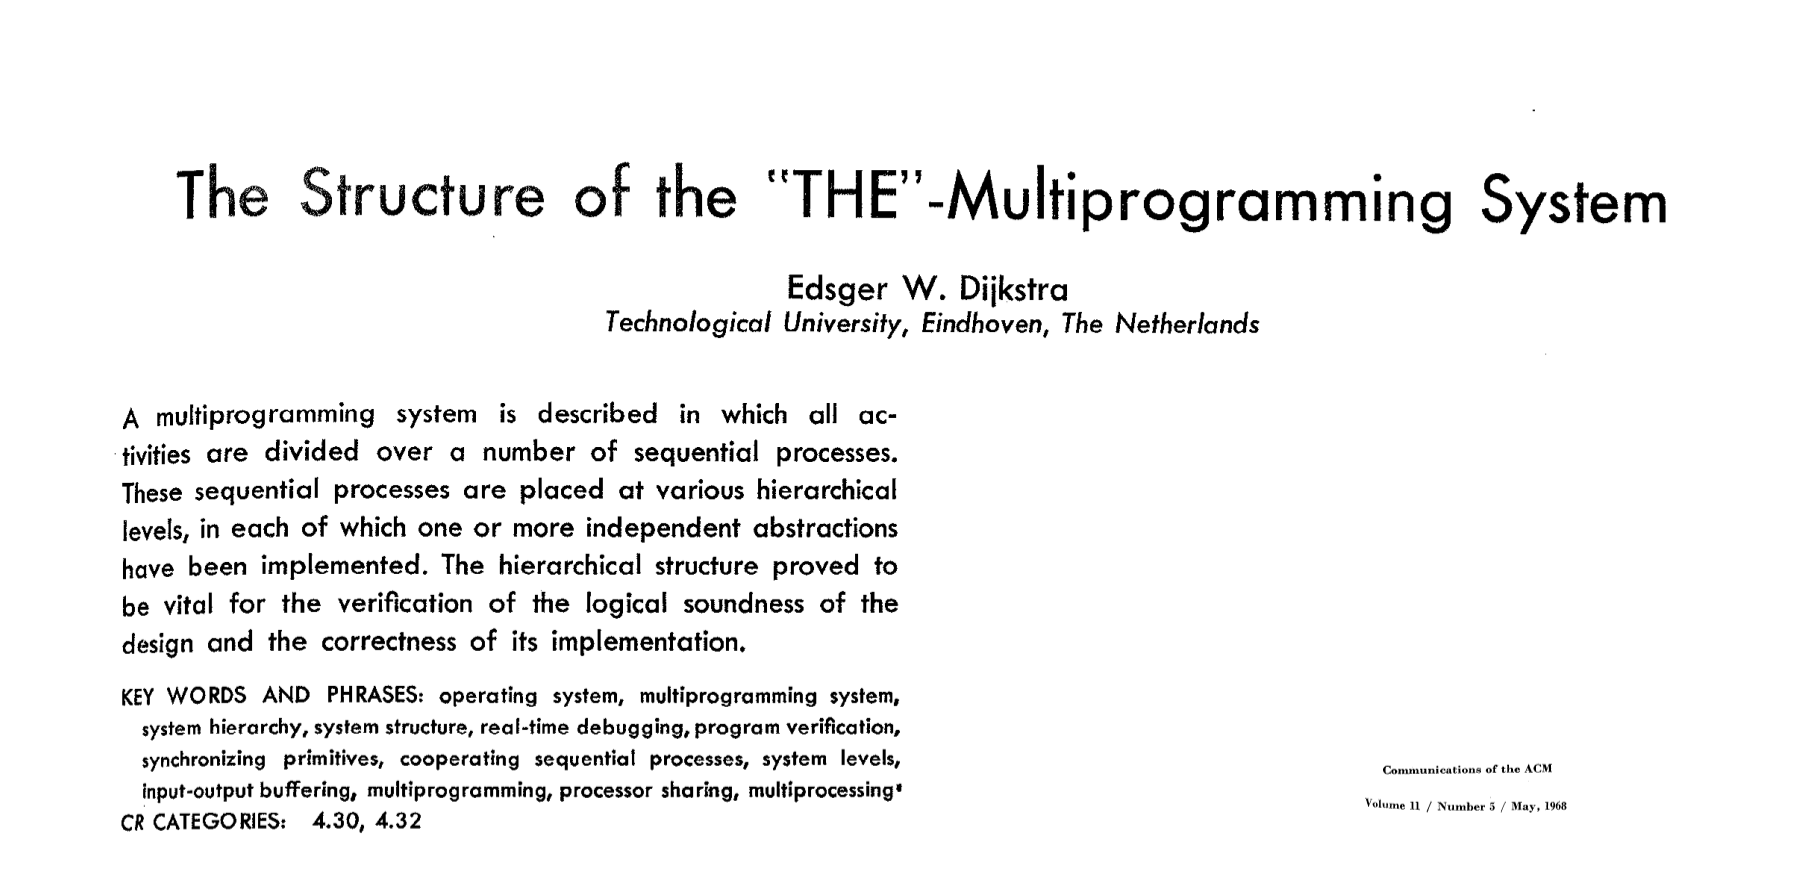 The Structure of the "THE"-Multiprogramming System
Edsger W. Dijkstra
Technological University, Eindhoven, The Netherlands
A multiprogramming system is described in which all ac-
tivities are divided over a number of sequential processes.
These sequential processes are placed at various hierarchical
levels, in each of which one or more independent abstractions
have been implemented. The hierarchical structure proved to
be vital for the verification of the logical soundness of the
design and the correctness of its implementation.
KEY WORDS AND PHRASES: operating system, multiprogramming system,
system hierarchy, system structure, real-time debugging, program verification,
synchronizing primitives, cooperating sequential processes, system levels,
input-output buffering, multiprogramming, processor sharing, multiprocessing
CR CATEGORIES: 4.30, 4.32
Communications of the ACM
Volume 11 / Number 5 / May, 1968